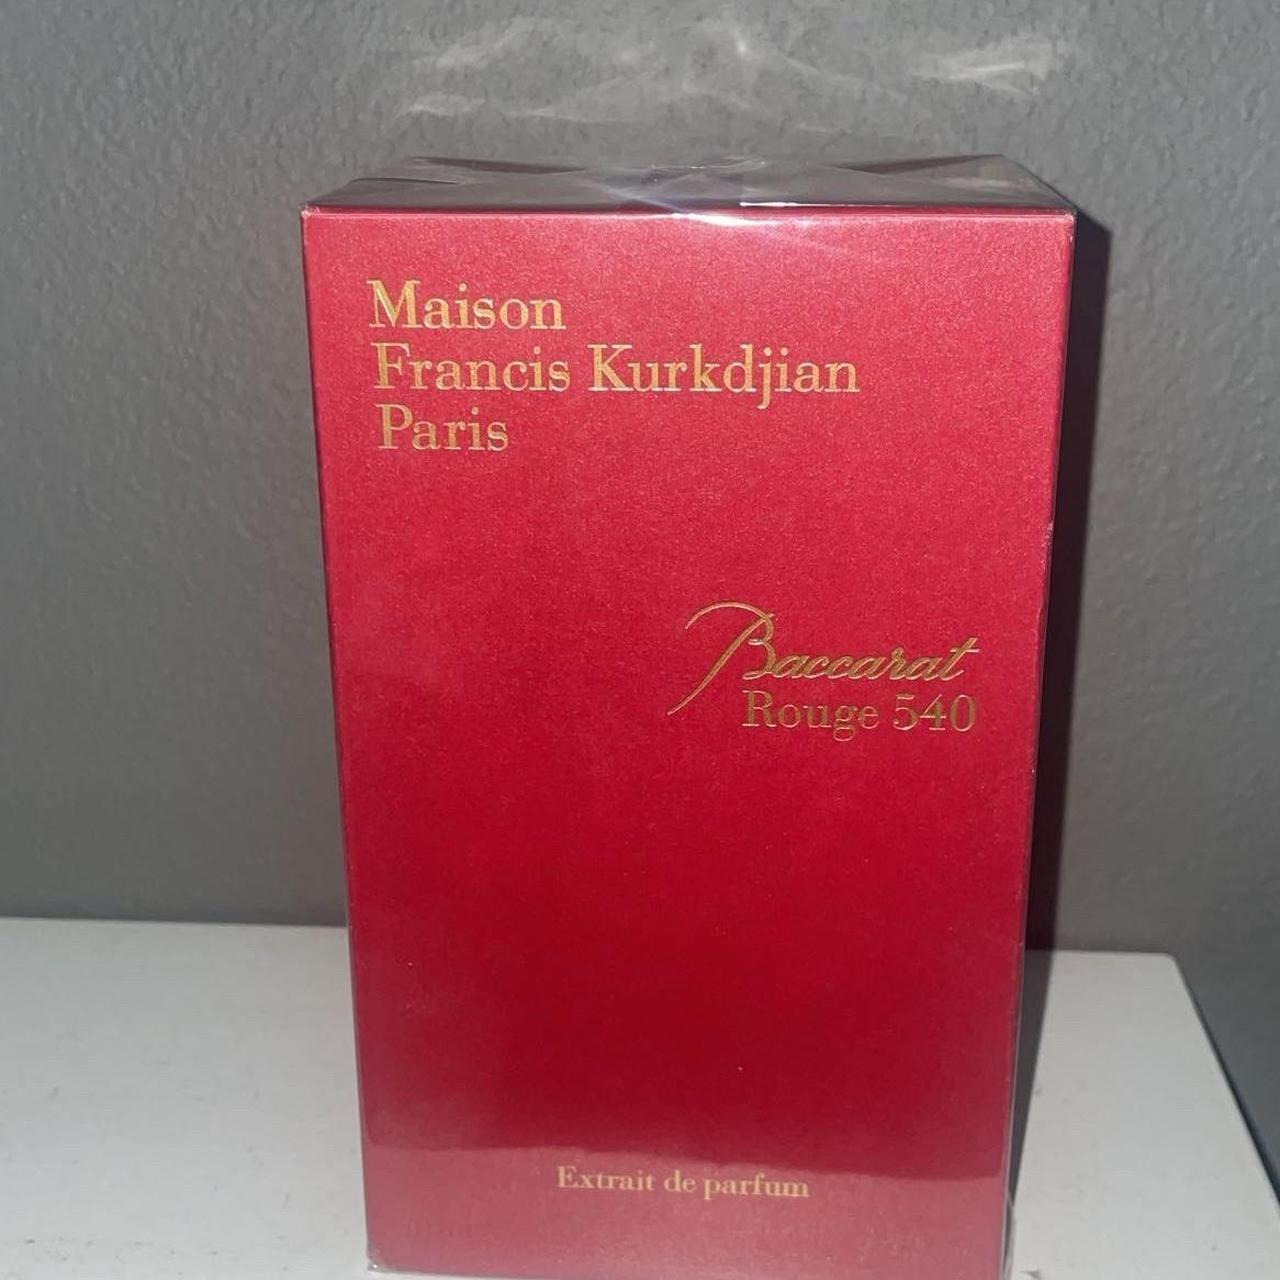 Maison
Francis Kurkdjian
Paris
Baccarat
Rouge 540
Extrait de parfum